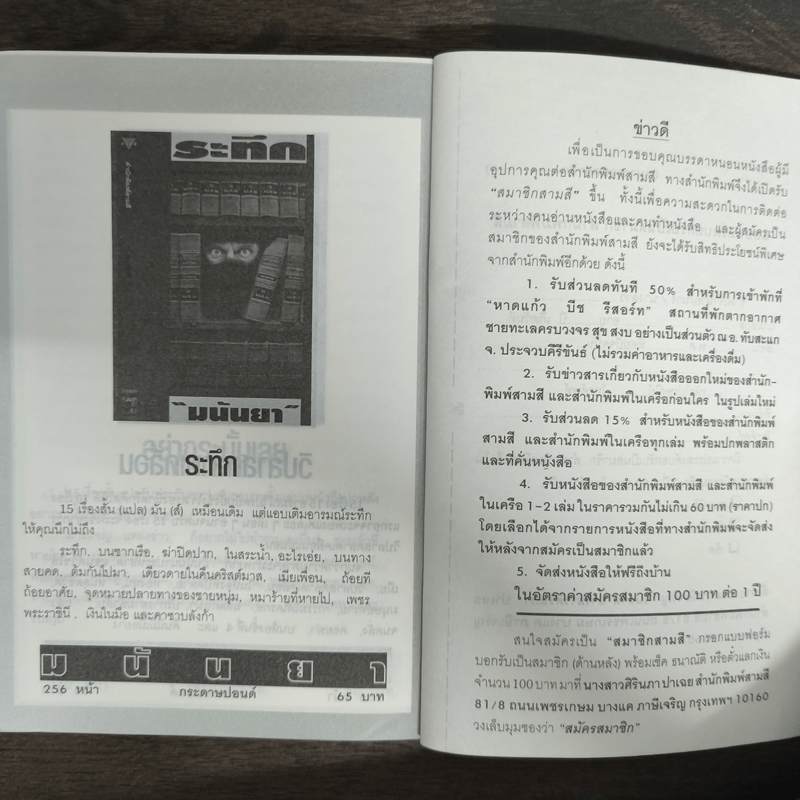 ระทึก
"มนันยา"
ระทึก
15 เรื่องสั้น (แปล) มัน (ส์) เหมือนเดิม แต่แอบเติมอารมณ์ระทึก
ให้คุณนึกไม่ถึง
ระทึก, บนซากเรือ, ฆ่าปิดปาก, ในสระน้ำ, อะไรเอ่ย, บนทาง
สายคด, ต้มกันไปมา, เดียวดายในคืนคริสต์มาส, เมียเพื่อน, ถ้อยที
ถ้อยอาศัย, จุดหมายปลายทางของชายหนุ่ม, หมาร้ายที่หายไป, เพชร
พระราชินี, เงินในมือ และคาซาบลังก้า
มนันยา
256 หน้า กระดาษปอนด์ 65 บาท
ข่าวดี
เพื่อเป็นการขอบคุณบรรดาหนอนหนังสือผู้มี
อุปการคุณต่อสำนักพิมพ์สามสี ทางสำนักพิมพ์จึงได้เปิดรับ
"สมาชิกสามสี" ขึ้น ทั้งนี้เพื่อความสะดวกในการติดต่อ
ระหว่างคนอ่านหนังสือและคนทำหนังสือ และผู้สมัครเป็น
สมาชิกของสำนักพิมพ์สามสี ยังจะได้รับสิทธิประโยชน์พิเศษ
จากสำนักพิมพ์อีกด้วย ดังนี้
1. รับส่วนลดทันที 50% สำหรับการเข้าพักที่
"หาดแก้ว บีช รีสอร์ท" สถานที่พักตากอากาศ
ชายทะเลครบวงจร สุข สงบ อย่างเป็นส่วนตัว ณ อ. ทับสะแก
จ. ประจวบคีรีขันธ์ (ไม่รวมค่าอาหารและเครื่องดื่ม)
2. รับข่าวสารเกี่ยวกับหนังสือออกใหม่ของสำนัก-
พิมพ์สามสี และสำนักพิมพ์ในเครือก่อนใคร ในรูปเล่มใหม่
3. รับส่วนลด 15% สำหรับหนังสือของสำนักพิมพ์
สามสี และสำนักพิมพ์ในเครือทุกเล่ม พร้อมปกพลาสติก
และที่คั่นหนังสือ
4. รับหนังสือของสำนักพิมพ์สามสี และสำนักพิมพ์
ในเครือ 1-2 เล่ม ในราคารวมกันไม่เกิน 60 บาท (ราคาปก)
โดยเลือกได้จากรายการหนังสือที่ทางสำนักพิมพ์จะจัดส่ง
ให้หลังจากสมัครเป็นสมาชิกแล้ว
5. จัดส่งหนังสือให้ฟรีถึงบ้าน
ในอัตราค่าสมัครสมาชิก 100 บาท ต่อ 1 ปี
สนใจสมัครเป็น "สมาชิกสามสี" กรอกแบบฟอร์ม
บอกรับเป็นสมาชิก (ด้านหลัง) พร้อมเช็ค ธนาณัติ หรือตั๋วแลกเงิน
จำนวน 100 บาท มาที่ นางสาวศิรินภา ปาเฉย สำนักพิมพ์สามสี
81/8 ถนนเพชรเกษม บางแค ภาษีเจริญ กรุงเทพฯ 10160
วงเล็บมุมซองว่า "สมัครสมาชิก"